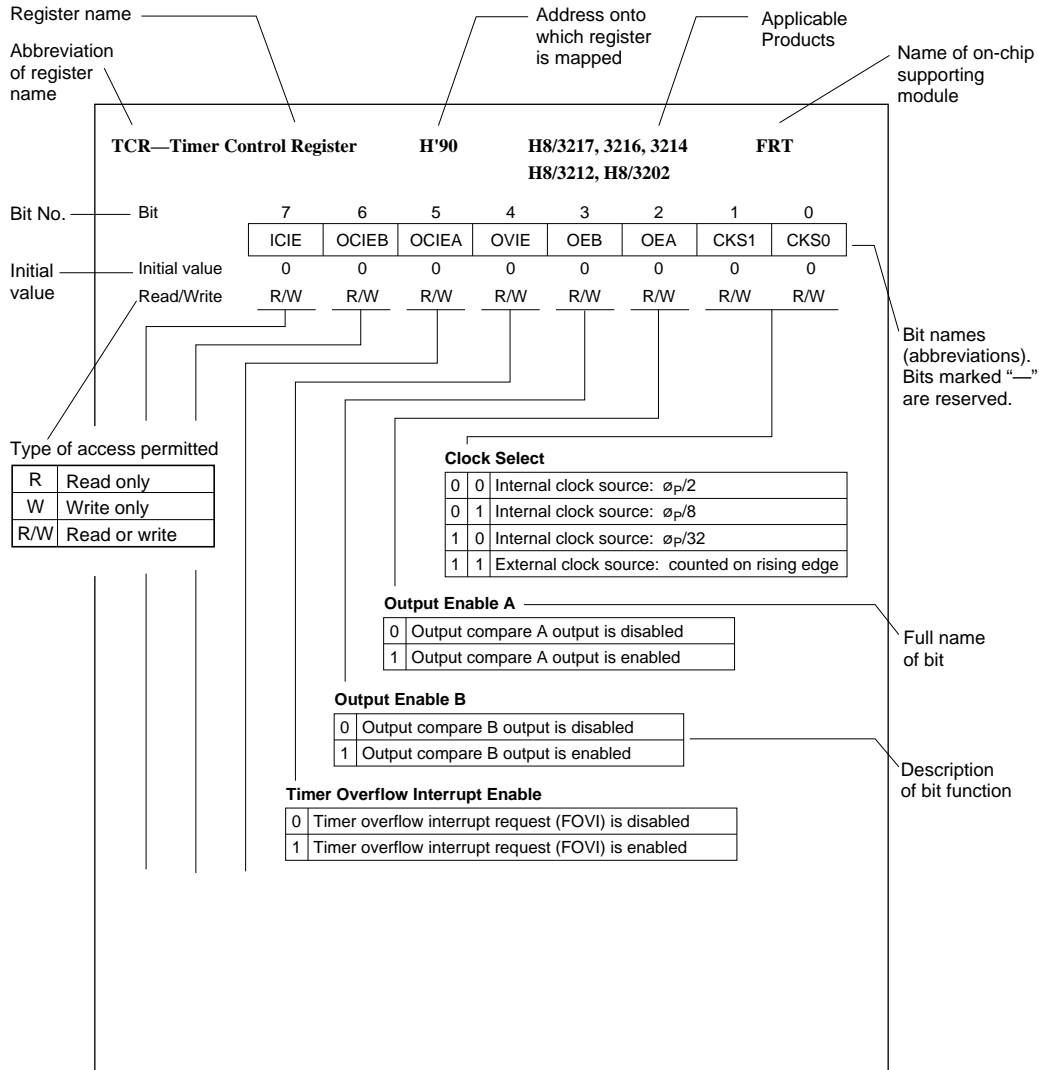 Register name
Address onto
which register
is mapped
Applicable
Products
Abbreviation
of register
name
Name of on-chip
supporting
module
TCR—Timer Control Register H'90 H8/3217, 3216, 3214 FRT
H8/3212, H8/3202
Bit No. Bit 7 6 5 4 3 2 1 0
ICIE OCIEB OCIEA OVIE OEB OEA CKS1 CKS0
Initial
value
Initial value 0 0 0 0 0 0 0 0
Read/Write R/W R/W R/W R/W R/W R/W R/W R/W
Bit names
(abbreviations).
Bits marked “—”
are reserved.
Type of access permitted
R Read only
W Write only
R/W Read or write
Clock Select
0 0 Internal clock source: øP/2
0 1 Internal clock source: øP/8
1 0 Internal clock source: øP/32
1 1 External clock source: counted on rising edge
Output Enable A
0 Output compare A output is disabled
1 Output compare A output is enabled
Full name
of bit
Output Enable B
0 Output compare B output is disabled
1 Output compare B output is enabled
Description
of bit function
Timer Overflow Interrupt Enable
0 Timer overflow interrupt request (FOVI) is disabled
1 Timer overflow interrupt request (FOVI) is enabled